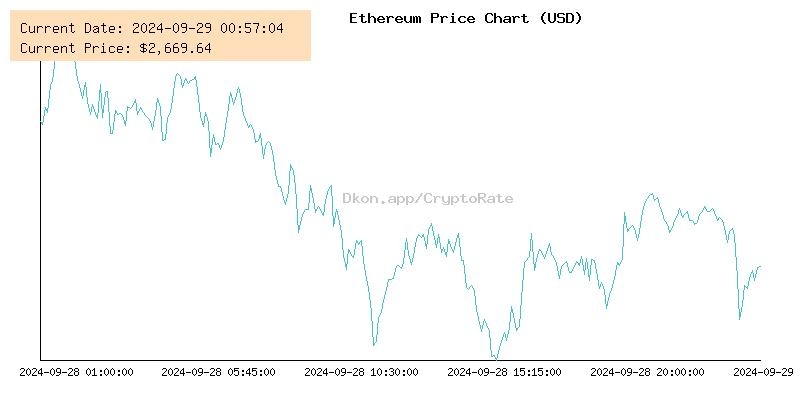 Ethereum Price Chart (USD)
Current Date: 2024-09-29 00:57:04
Current Price: $2,669.64
Dkon.app/CryptoRate
2024-09-28 01:00:00 2024-09-28 05:45:00 2024-09-28 10:30:00 2024-09-28 15:15:00 2024-09-28 20:00:00 2024-09-29